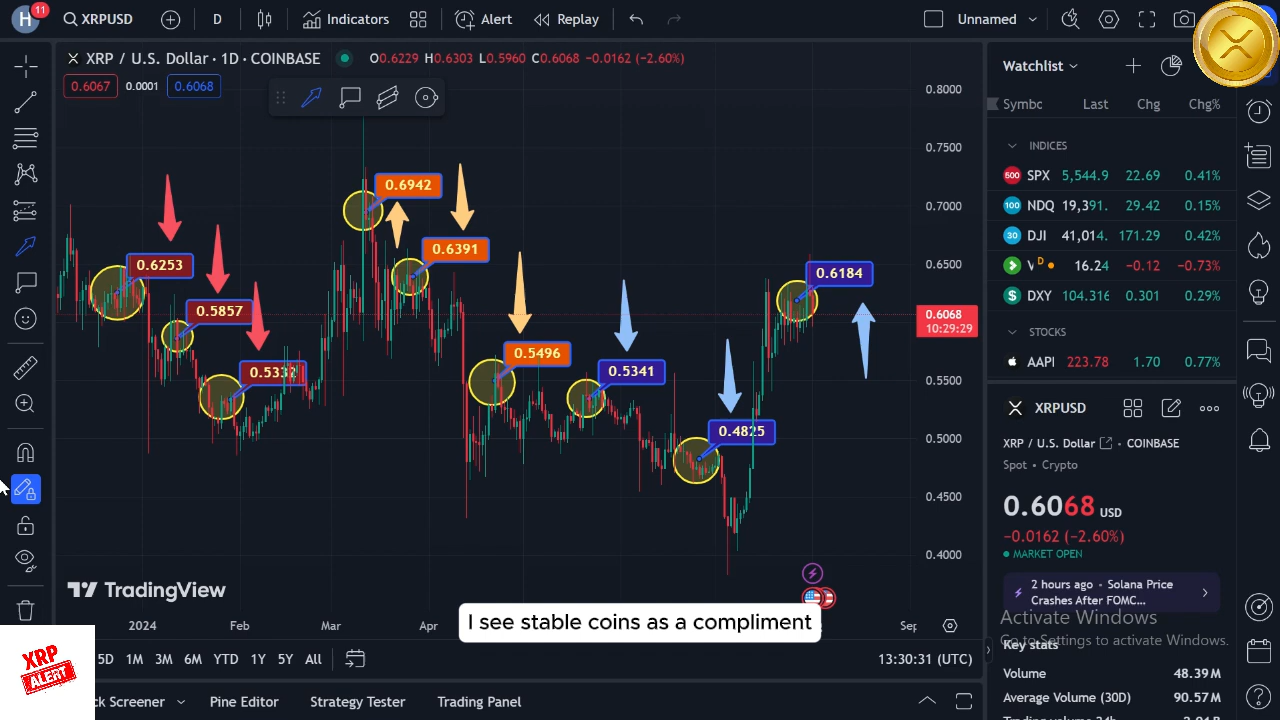 H
11
XRPUSD
D
Indicators
Alert
Replay
Unnamed
XRP / U.S. Dollar · 1D · COINBASE
O0.6229 H0.6303 L0.5960 C0.6068 −0.0162 (−2.60%)
0.6067
0.0001
0.6068
0.8000
0.7500
0.7000
0.6500
0.6068
10:29:29
0.5500
0.5000
0.4500
0.4000
0.6253
0.5857
0.5332
0.6942
0.6391
0.5496
0.5341
0.4825
0.6184
TradingView
2024
Feb
Mar
Apr
Sep
I see stable coins as a compliment
5D 1M 3M 6M YTD 1Y 5Y All
13:30:31 (UTC)
XRP
ALERT
ck Screener
Pine Editor
Strategy Tester
Trading Panel
Watchlist
Symbc Last Chg Chg%
INDICES
500 SPX 5,544.9 22.69 0.41%
100 NDQ 19,391. 29.42 0.15%
30 DJI 41,014. 171.29 0.42%
V D 16.24 −0.12 −0.73%
$ DXY 104.316 0.301 0.29%
STOCKS
AAPL 223.78 1.70 0.77%
XRPUSD
XRP / U.S. Dollar · COINBASE
Spot · Crypto
0.6068 USD
−0.0162 (−2.60%)
MARKET OPEN
2 hours ago · Solana Price
Crashes After FOMC...
Activate Windows
Go to Settings to activate Windows.
Key stats
Volume 48.39M
Average Volume (30D) 90.57M